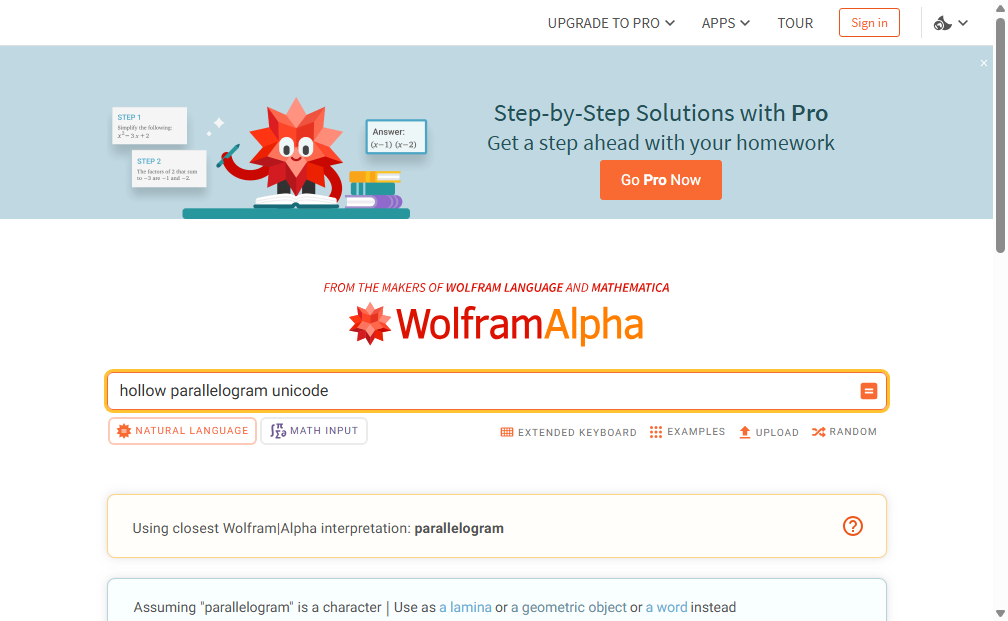 UPGRADE TO PRO APPS TOUR Sign in
×
Step-by-Step Solutions with Pro
Get a step ahead with your homework
Go Pro Now
STEP 1
Simplify the following:
x² − 3 x + 2
STEP 2
The factors of 2 that sum
to −3 are −1 and −2.
Answer:
(x−1) (x−2)
FROM THE MAKERS OF WOLFRAM LANGUAGE AND MATHEMATICA
WolframAlpha
hollow parallelogram unicode
=
NATURAL LANGUAGE ∫π Σ∂ MATH INPUT EXTENDED KEYBOARD EXAMPLES UPLOAD RANDOM
Using closest Wolfram|Alpha interpretation: parallelogram ?
Assuming "parallelogram" is a character | Use as a lamina or a geometric object or a word instead